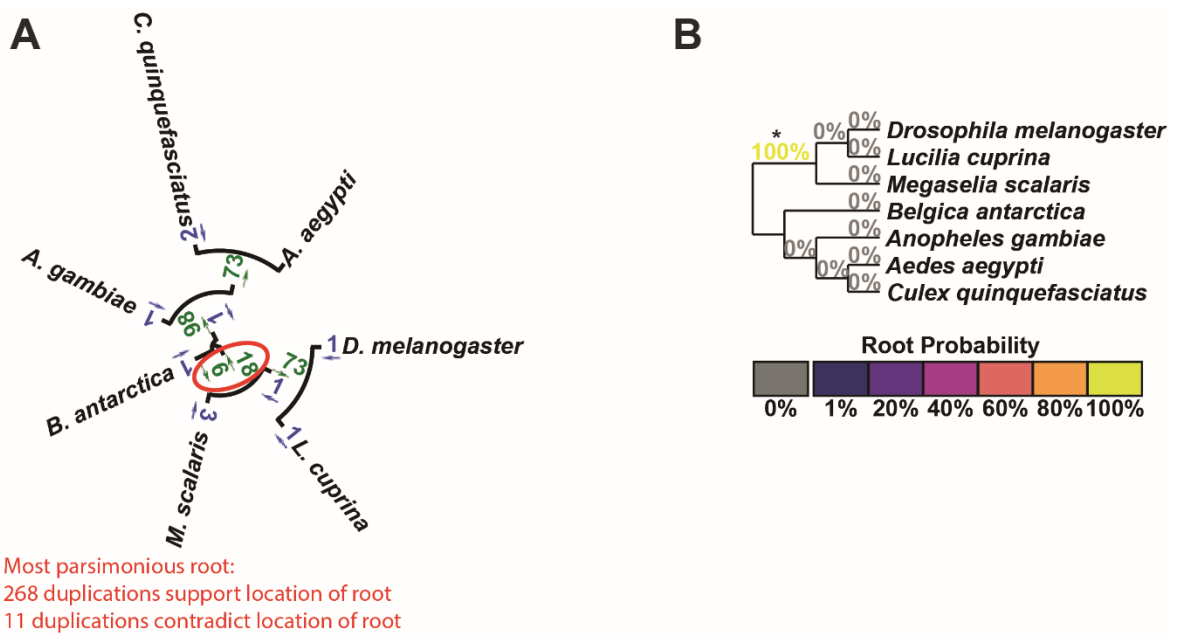 A
B
C. quinquefasciatus
2
A. aegypti
73
A. gambiae
1
86
1
B. antarctica
1
6
18
73
1
1
D. melanogaster
3
M. scalaris
1
L. cuprina
Most parsimonious root:
268 duplications support location of root
11 duplications contradict location of root
*
100%
0%
0%
Drosophila melanogaster
0%
Lucilia cuprina
0%
Megaselia scalaris
0%
Belgica antarctica
0%
0%
Anopheles gambiae
0%
0%
Aedes aegypti
0%
Culex quinquefasciatus
Root Probability
0% 1% 20% 40% 60% 80% 100%